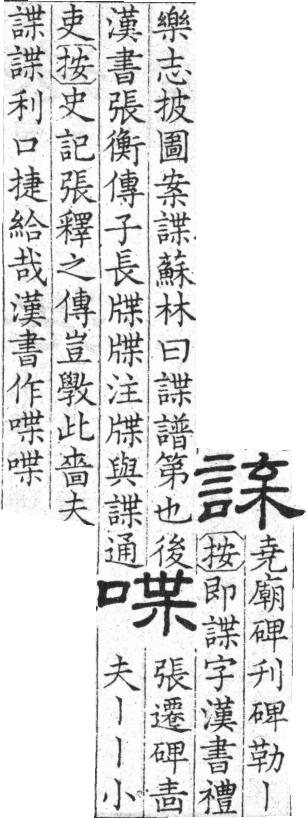 諜
堯廟碑刋碑勒丨
按即諜字漢書禮
樂志披圖案諜蘇林曰諜譜第也後
漢書張衡傳子長牒牒注牒與諜通
喋
張遷碑嗇
夫丨丨小
吏按史記張釋之傳豈斆此嗇夫
諜諜利口捷給哉漢書作喋喋